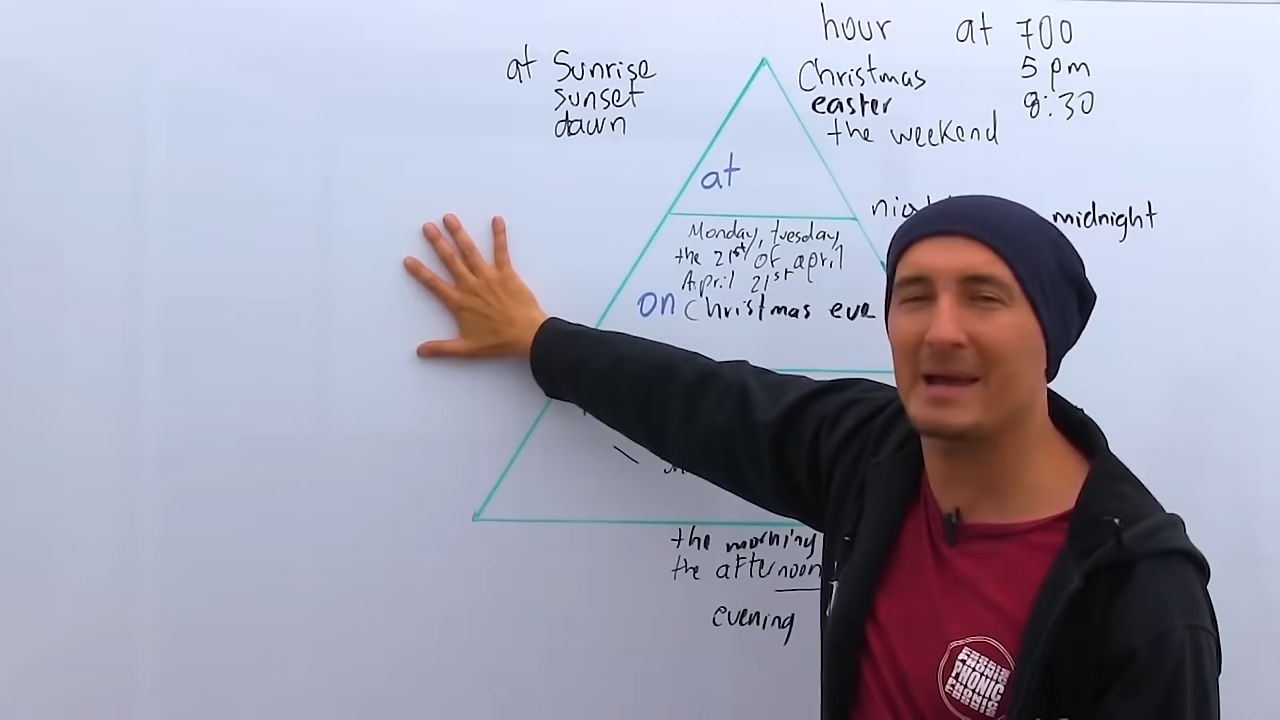 hour at 700
at Sunrise Christmas 5 pm
sunset easter 8:30
dawn the weekend
at
midnight
Monday, tuesday
the 21st of april
April 21st
on Christmas eve
the morning
the afternoon
evening
PHONIC